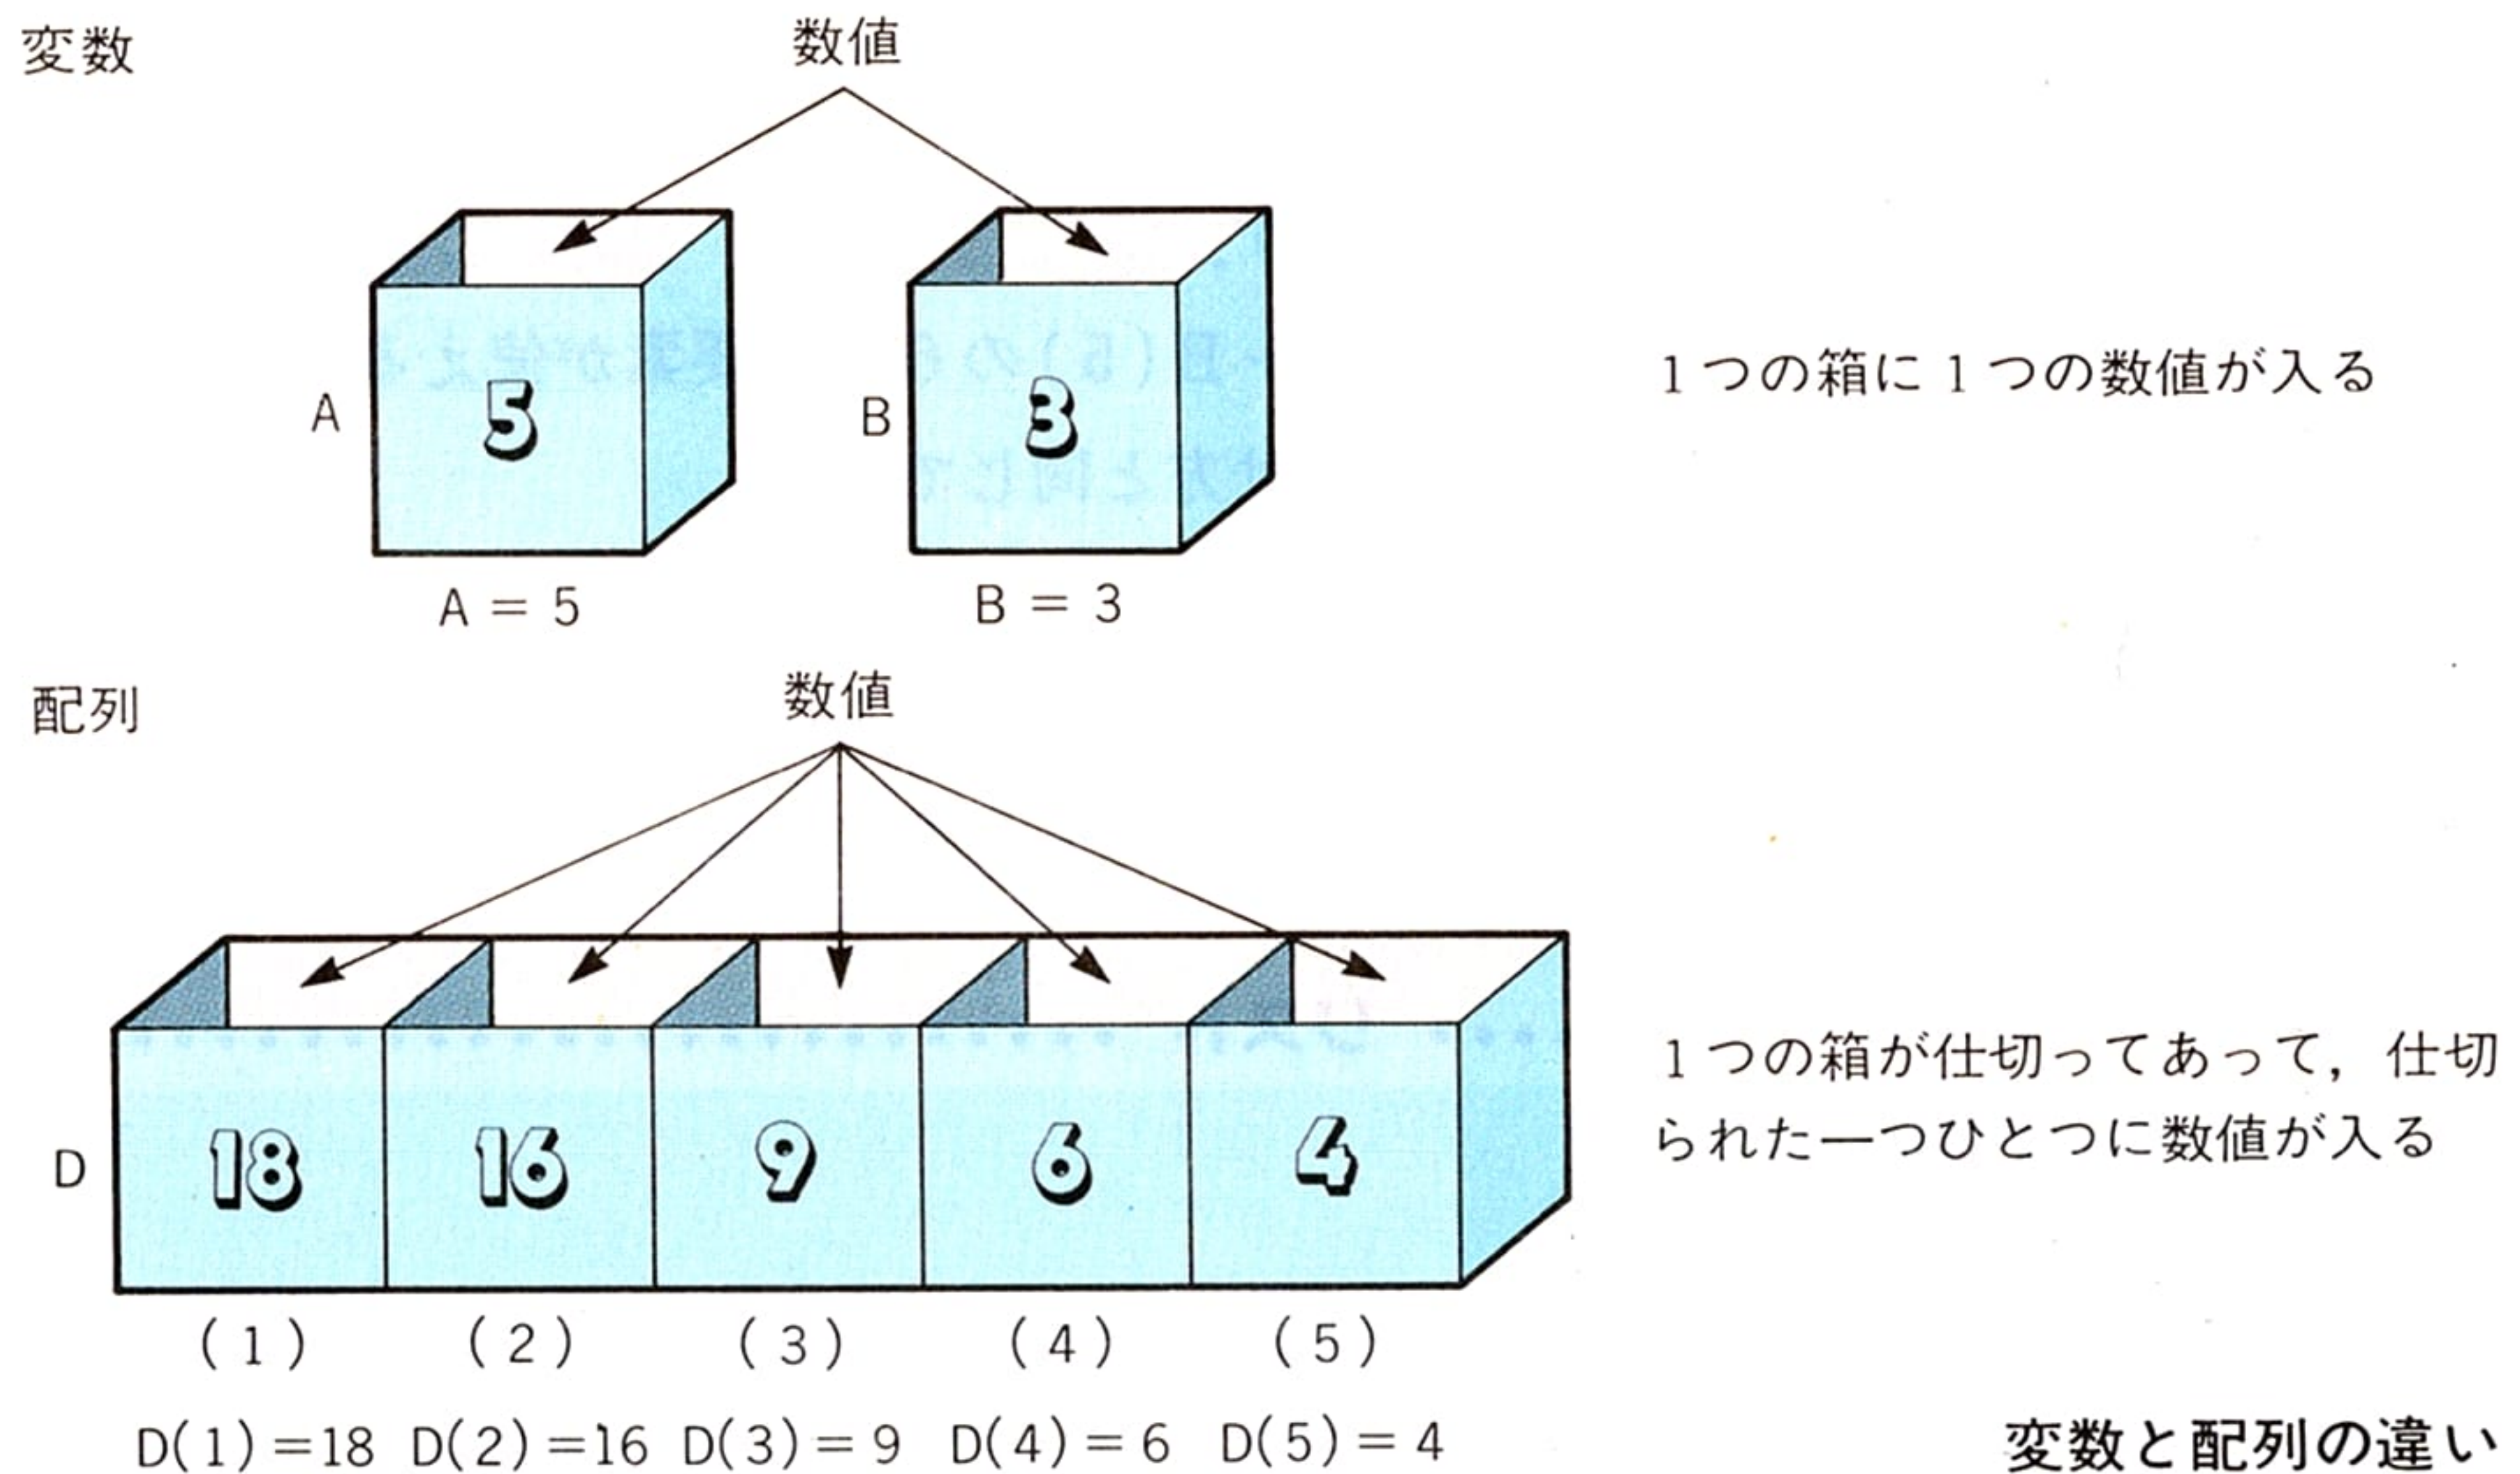 変数
数値
A
5
B
3
1つの箱に1つの数値が入る
A = 5
B = 3
配列
数値
D
18
16
9
6
4
1つの箱が仕切ってあって，仕切
られた一つひとつに数値が入る
(1)
(2)
(3)
(4)
(5)
D(1)=18 D(2)=16 D(3)=9 D(4)=6 D(5)=4
変数と配列の違い